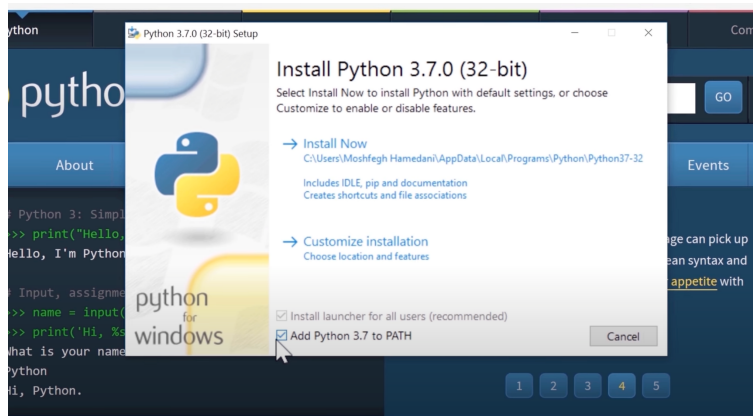 ython
Com
Python 3.7.0 (32-bit) Setup
pytho
GO
About
Events
Install Python 3.7.0 (32-bit)
Select Install Now to install Python with default settings, or choose
Customize to enable or disable features.
→ Install Now
C:\Users\Moshfegh Hamedani\AppData\Local\Programs\Python\Python37-32
Includes IDLE, pip and documentation
Creates shortcuts and file associations
→ Customize installation
Choose location and features
python
for
windows
Install launcher for all users (recommended)
Add Python 3.7 to PATH
Cancel
# Python 3: Simpl
>>> print("Hello,
Hello, I'm Python
# Input, assignme
>>> name = input(
>>> print('Hi, %s
What is your name
Python
Hi, Python.
age can pick up
ean syntax and
appetite with
1 2 3 4 5